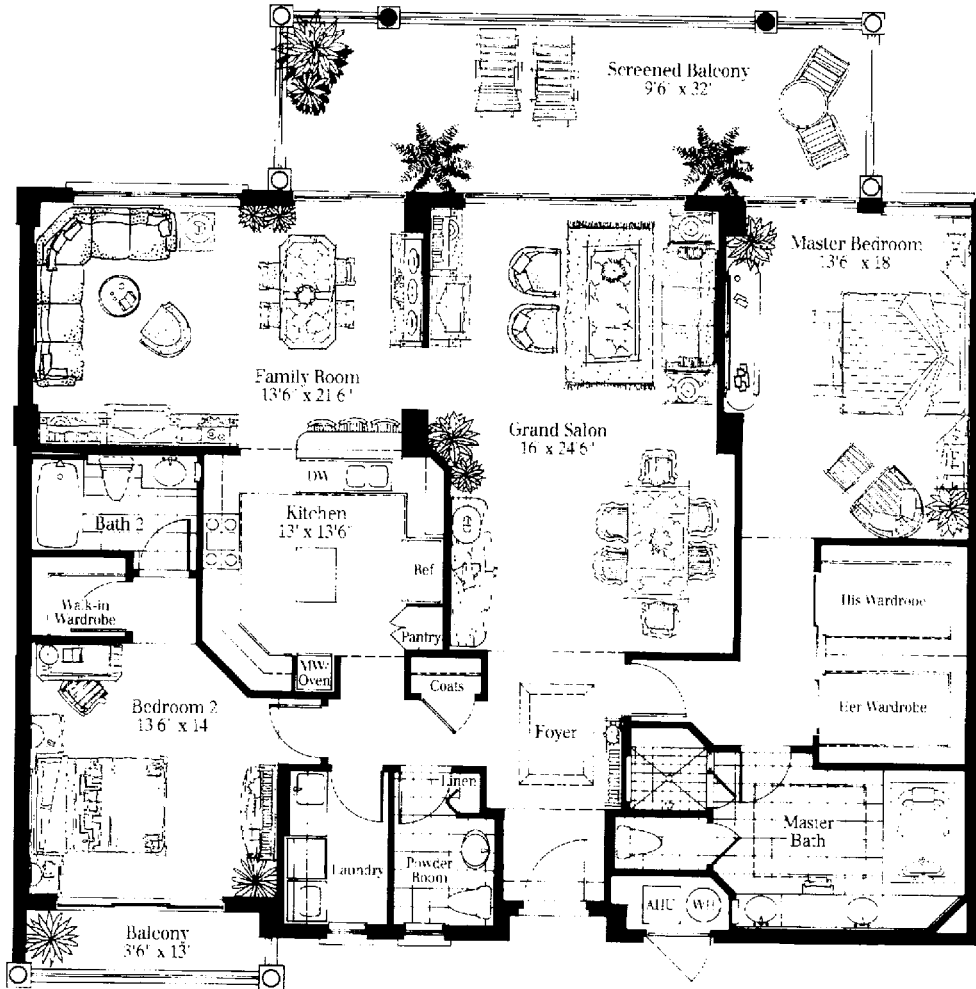 Screened Balcony
9'6" x 32'
Master Bedroom
13'6" x 18'
Family Room
13'6" x 21'6"
Grand Salon
16' x 24'6"
DW
Kitchen
13' x 13'6"
Bath 2
Ref
His Wardrobe
Walk-in
Wardrobe
Pantry
MW/
Oven
Coats
Her Wardrobe
Bedroom 2
13'6" x 14'
Foyer
Linen
Master
Bath
Laundry
Powder
Room
AHU
WH
Balcony
3'6" x 13'